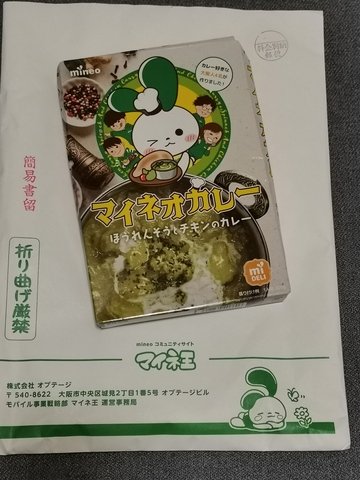 mineo
カレー好きな
大阪人4名が
作りました!
マイネオカレー
ほうれんそうとチキンのカレー
mi
DELI
簡易書留
折り曲げ厳禁
mineo コミュニティサイト
マイネ王
株式会社 オプテージ
〒540-8622 大阪市中央区城見2丁目1番5号 オプテージビル
モバイル事業戦略部 マイネ王 運営事務局